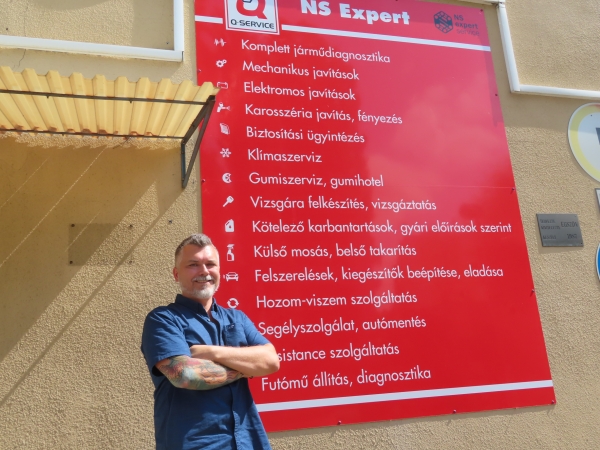 Q-SERVICE
NS Expert
NS
expert
Komplett járműdiagnosztika
Mechanikus javítások
Elektromos javítások
Karosszéria javítás, fényezés
Biztosítási ügyintézés
Klímaszerviz
Gumiszerviz, gumihotel
Vizsgára felkészítés, vizsgáztatás
Kötelező karbantartások, gyári előírások szerint
Külső mosás, belső takarítás
Felszerelések, kiegészítők beépítése, eladása
Hozom-viszem szolgáltatás
Segélyszolgálat, autómentés
ssistance szolgáltatás
Futómű állítás, diagnosztika